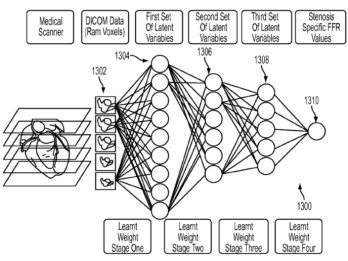 Medical
Scanner
DICOM Data
(Ram Voxels)
First Set
Of Latent
Variables
Second Set
Of Latent
Variables
Third Set
Of Latent
Variables
Stenosis
Specific FFR
Values
1304
1306
1302
1308
1310
1300
Learnt
Weight
Stage One
Learnt
Weight
Stage Two
Learnt
Weight
Stage Three
Learnt
Weight
Stage Four